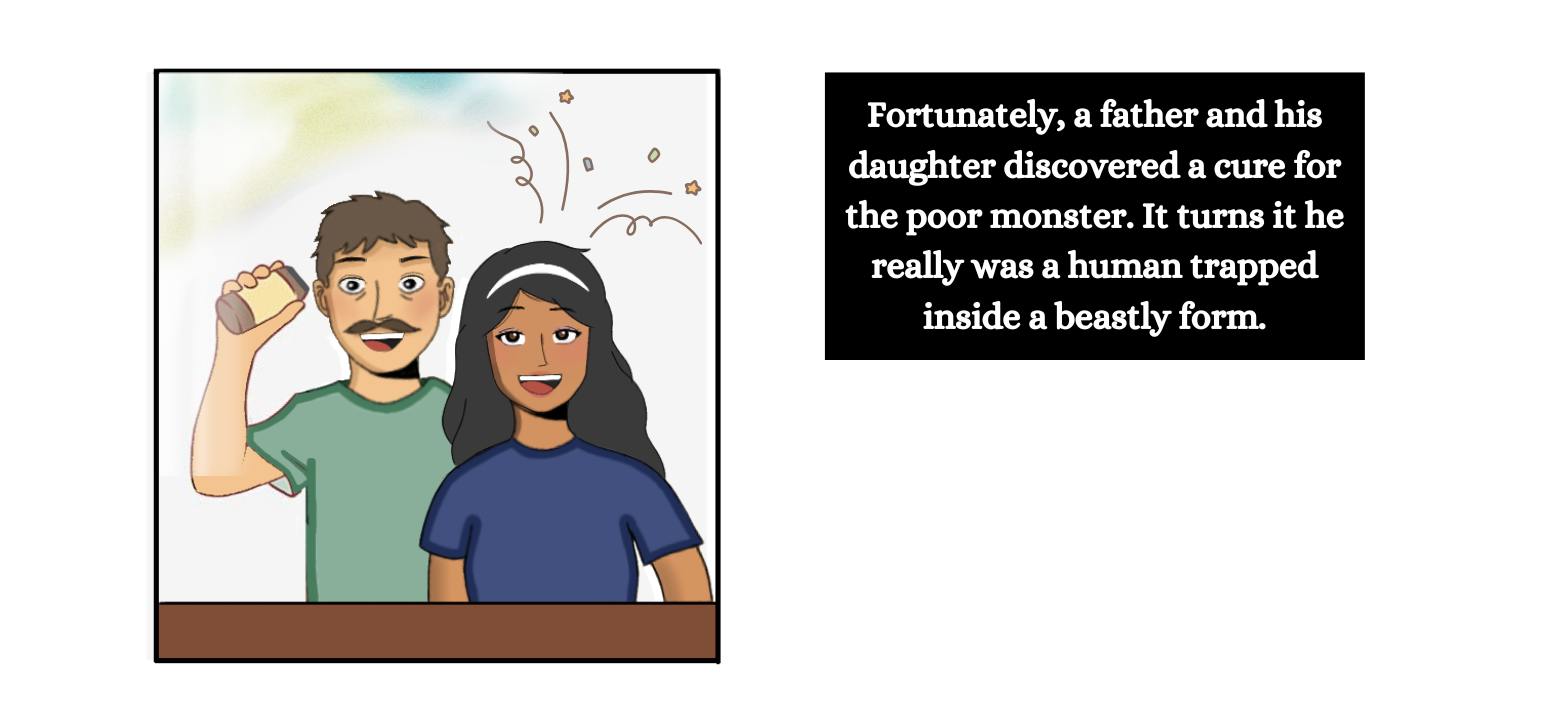 Fortunately, a father and his
daughter discovered a cure for
the poor monster. It turns it he
really was a human trapped
inside a beastly form.